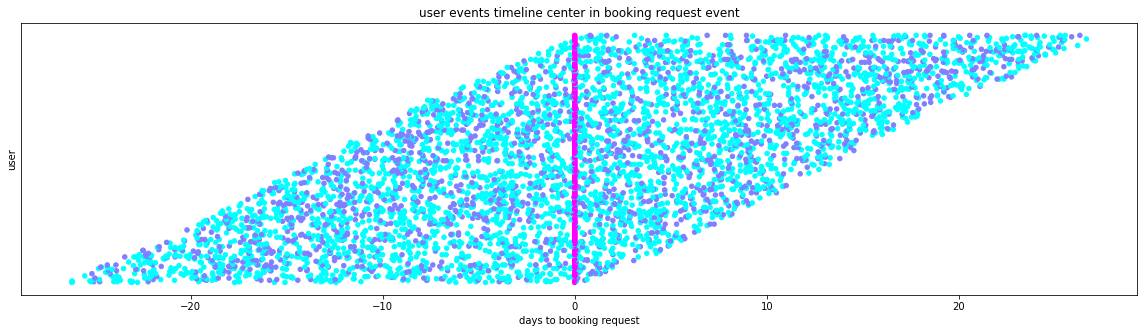 user events timeline center in booking request event
user
−20
−10
0
10
20
days to booking request